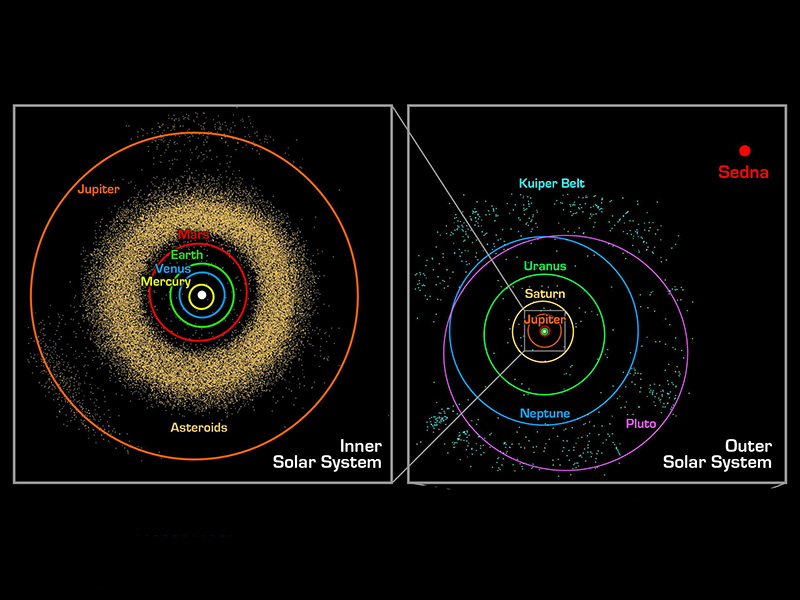 Jupiter
Mars
Earth
Venus
Mercury
Asteroids
Inner
Solar System
Sedna
Kuiper Belt
Uranus
Saturn
Jupiter
Neptune
Pluto
Outer
Solar System